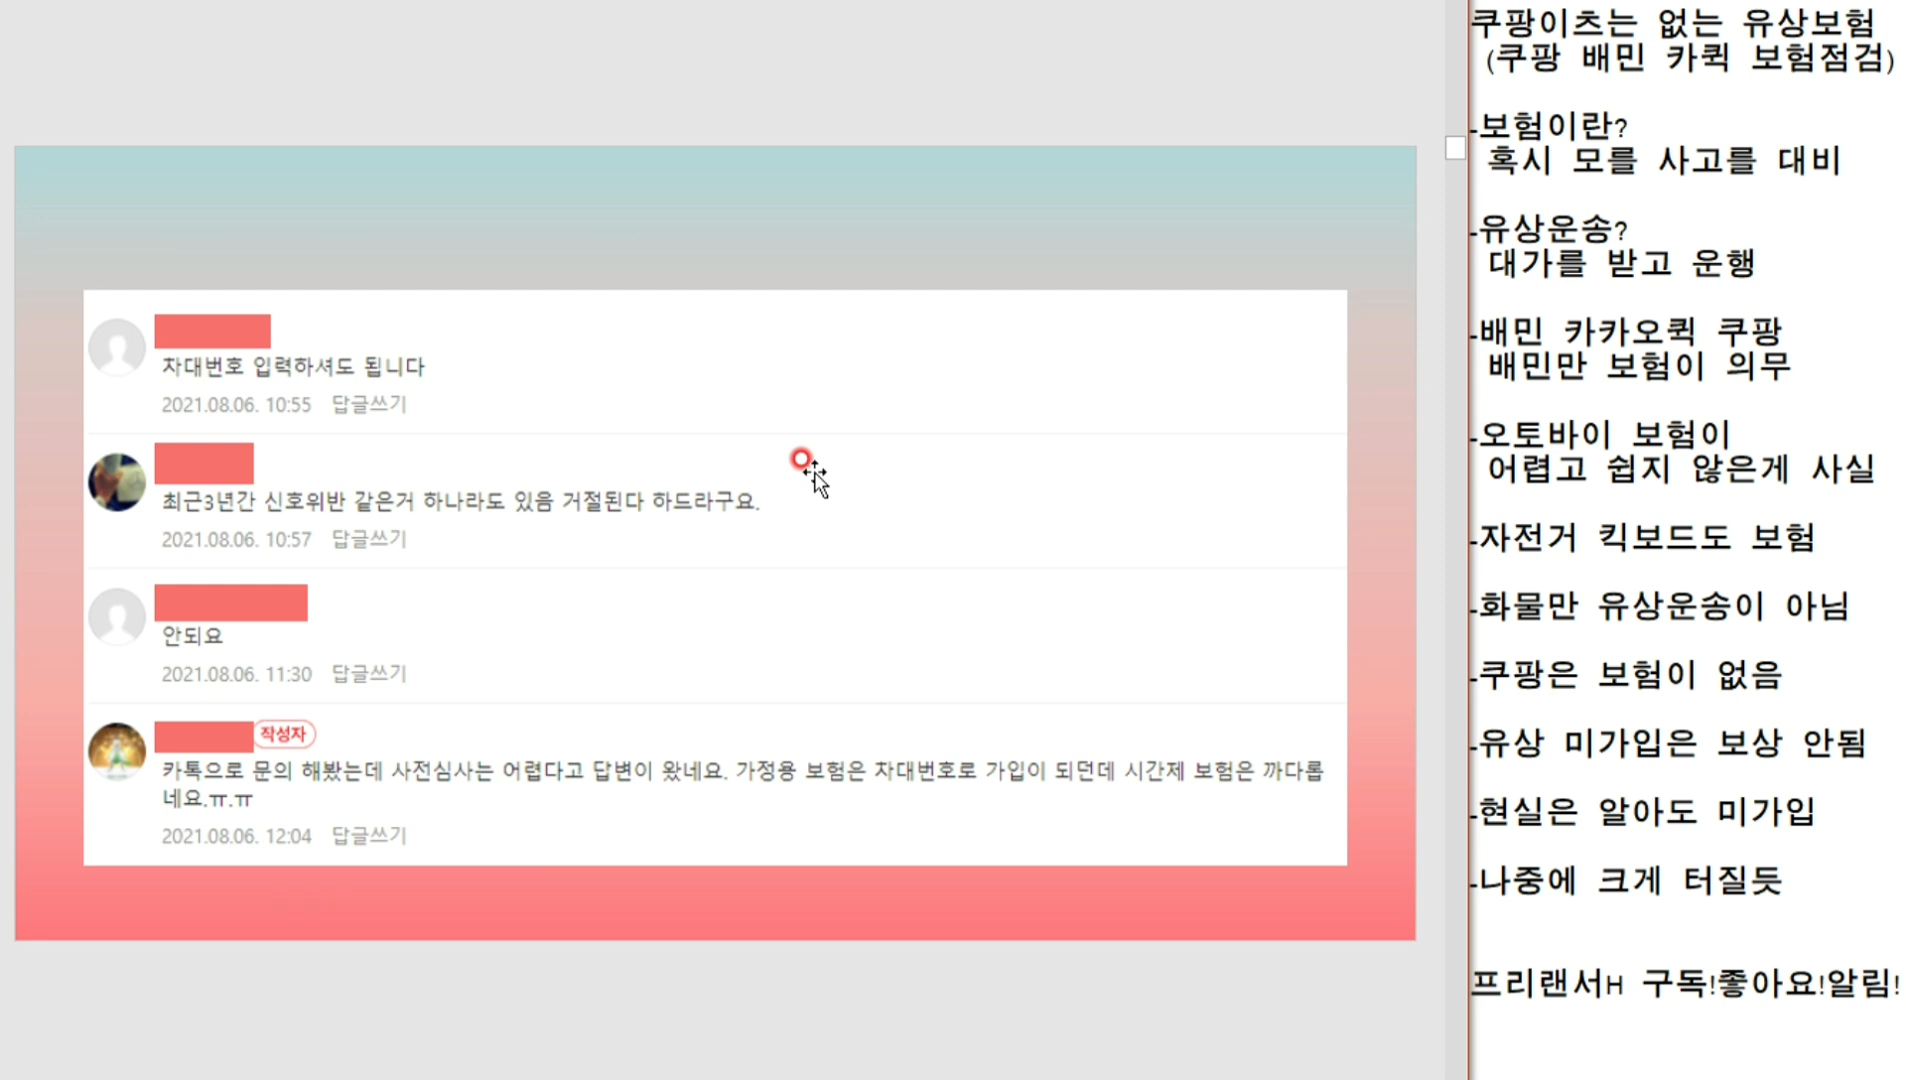 차대번호 입력하셔도 됩니다
2021.08.06. 10:55 답글쓰기
최근3년간 신호위반 같은거 하나라도 있음 거절된다 하드라구요.
2021.08.06. 10:57 답글쓰기
안되요
2021.08.06. 11:30 답글쓰기
작성자
카톡으로 문의 해봤는데 사전심사는 어렵다고 답변이 왔네요. 가정용 보험은 차대번호로 가입이 되던데 시간제 보험은 까다롭
네요.ㅠ.ㅠ
2021.08.06. 12:04 답글쓰기
쿠팡이츠는 없는 유상보험
(쿠팡 배민 카퀵 보험점검)
-보험이란?
혹시 모를 사고를 대비
-유상운송?
대가를 받고 운행
-배민 카카오퀵 쿠팡
배민만 보험이 의무
-오토바이 보험이
어렵고 쉽지 않은게 사실
-자전거 킥보드도 보험
-화물만 유상운송이 아님
-쿠팡은 보험이 없음
-유상 미가입은 보상 안됨
-현실은 알아도 미가입
-나중에 크게 터질듯
프리랜서H 구독!좋아요!알림!